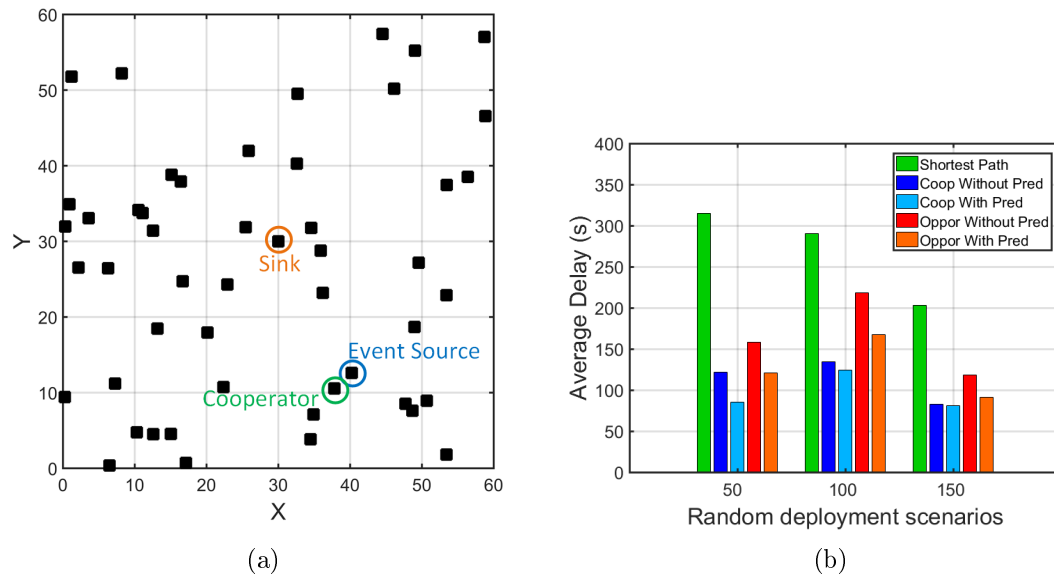 60
50
40
30
20
10
0
Y
0 10 20 30 40 50 60
X
Sink
Event Source
Cooperator
(a)
400
350
300
250
200
150
100
50
0
Average Delay (s)
Shortest Path
Coop Without Pred
Coop With Pred
Oppor Without Pred
Oppor With Pred
50 100 150
Random deployment scenarios
(b)